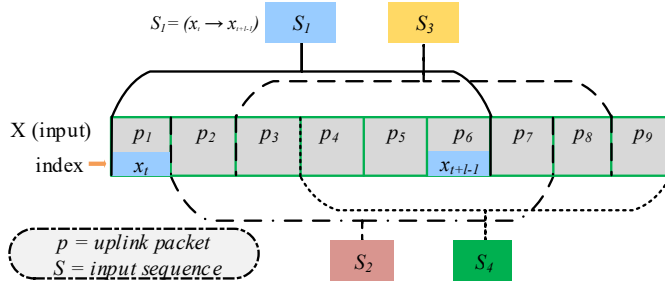 S1 = (xt → xt+l-1)
S1
S3
X (input)
p1 p2 p3 p4 p5 p6 p7 p8 p9
index
xt
xt+l-1
p = uplink packet
S = input sequence
S2
S4